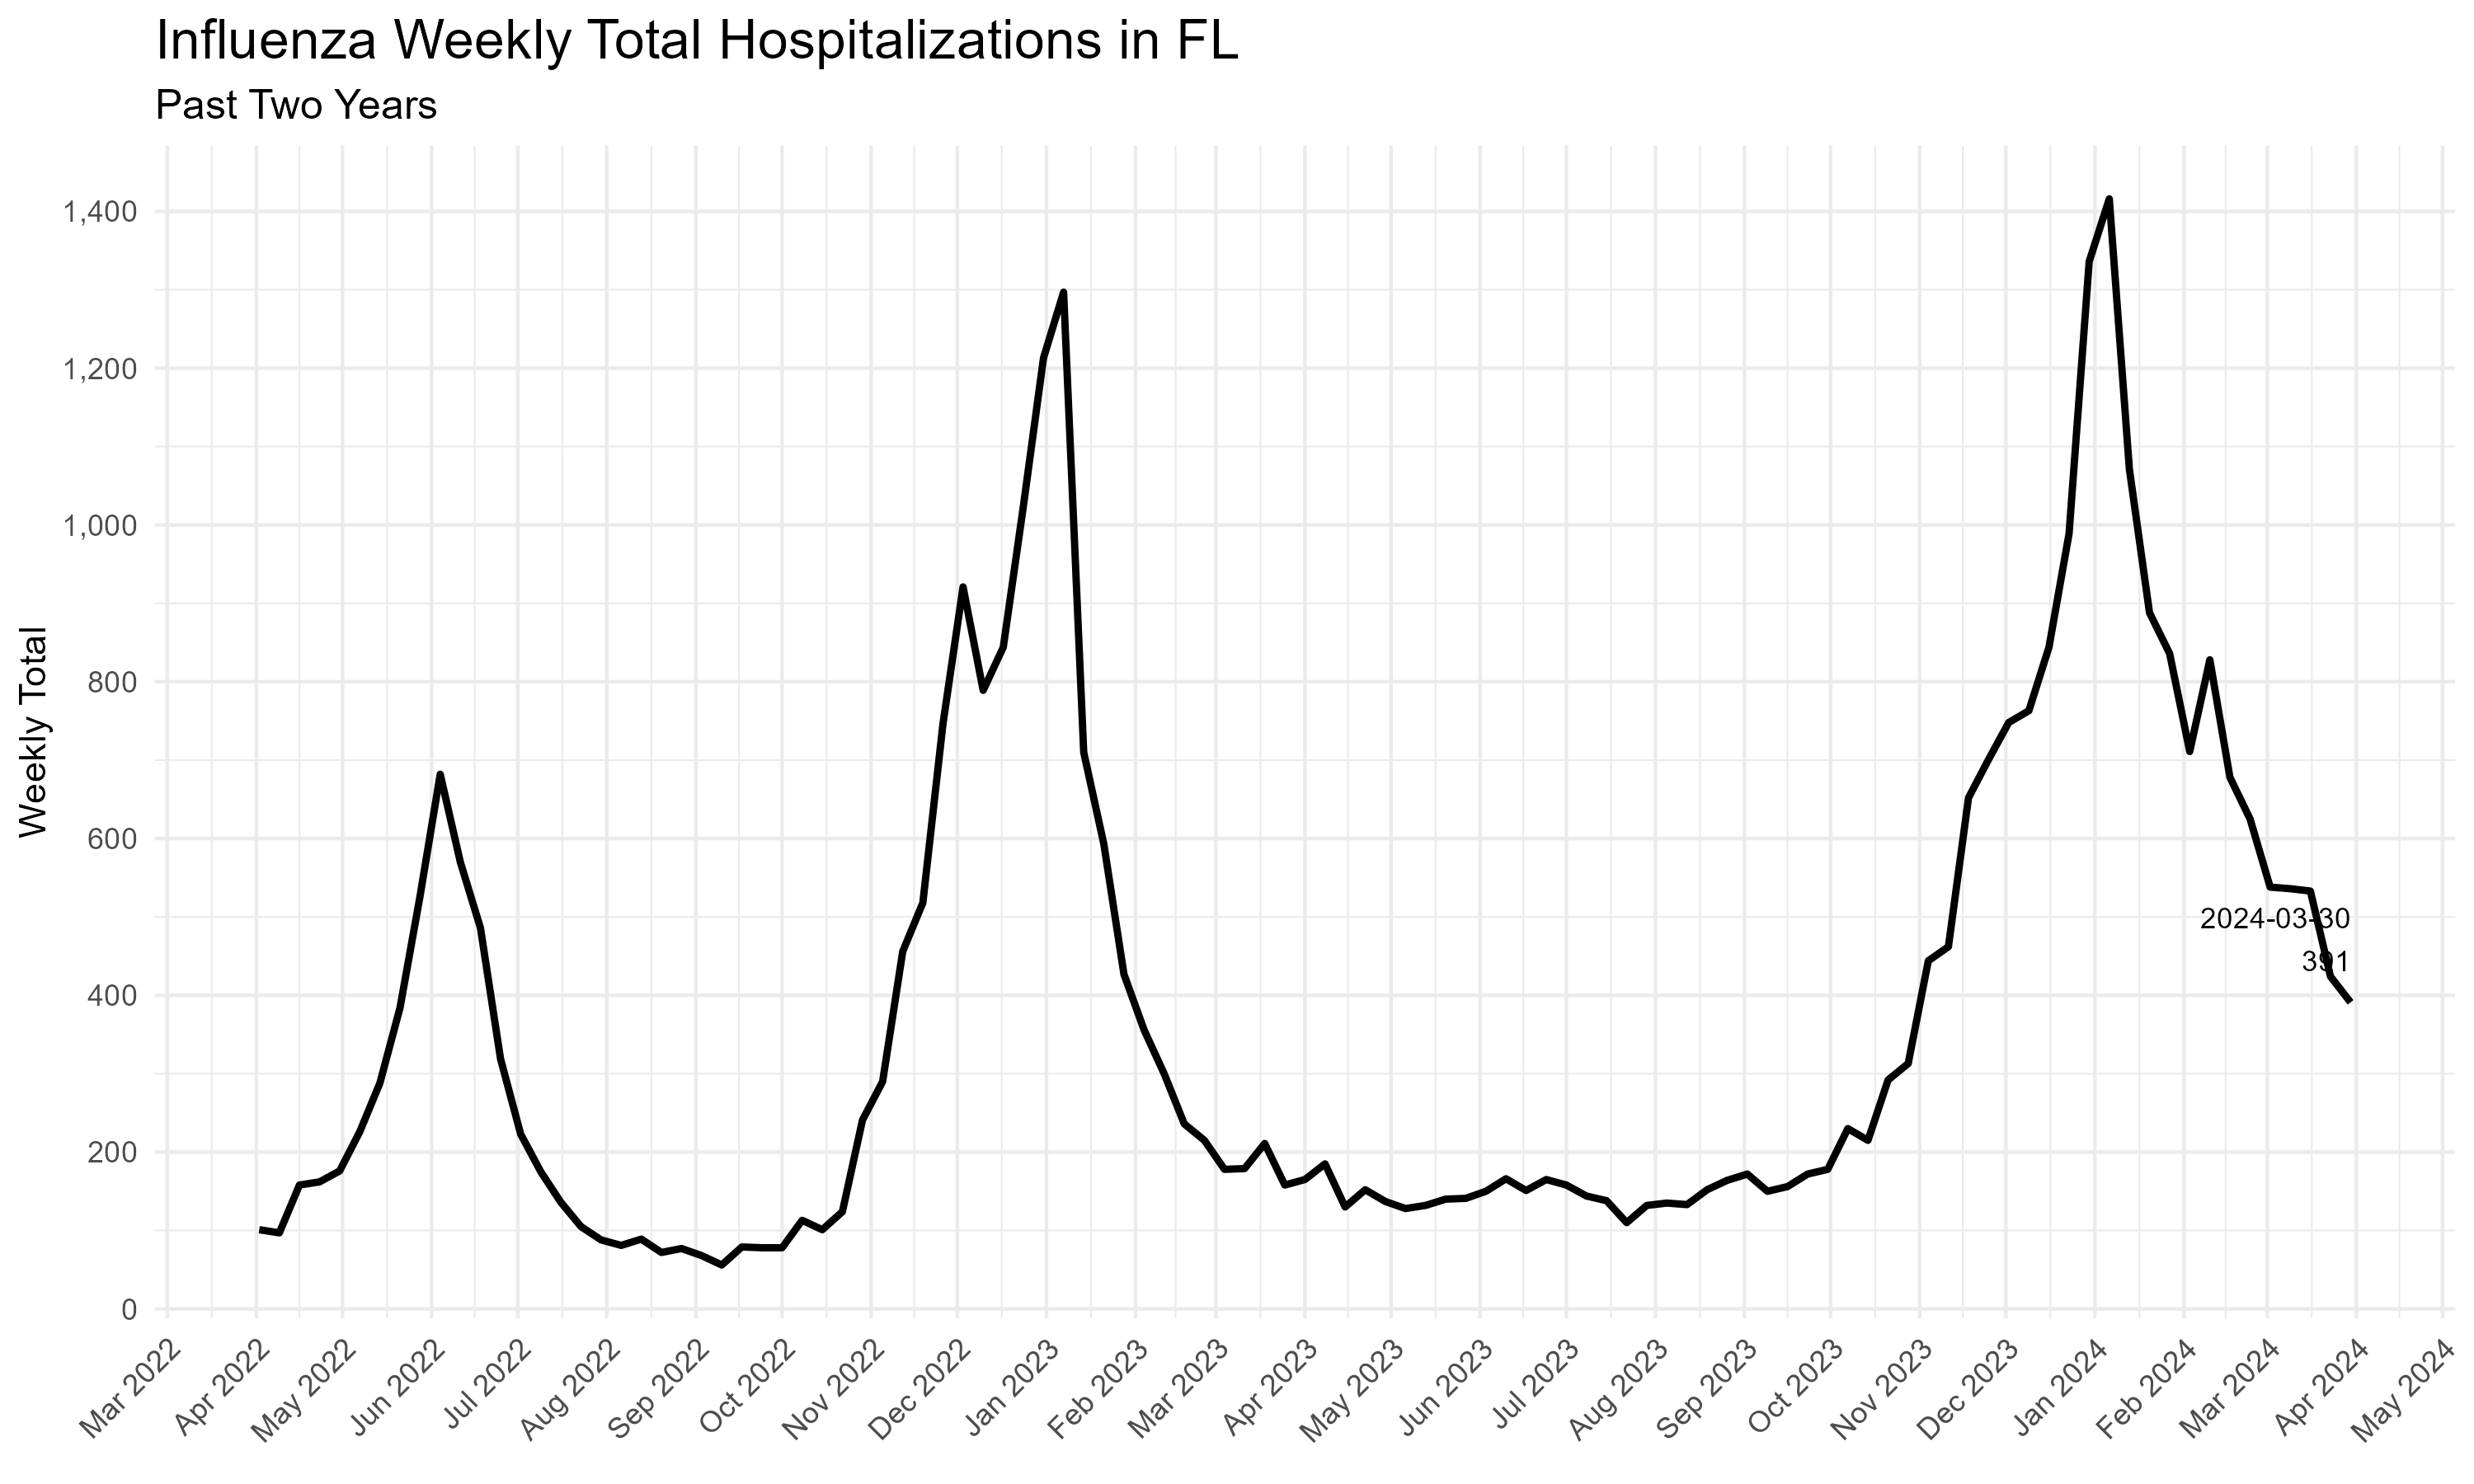 Influenza Weekly Total Hospitalizations in FL
Past Two Years
Weekly Total
1,400
1,200
1,000
800
600
400
200
0
2024-03-30
391
Mar 2022
Apr 2022
May 2022
Jun 2022
Jul 2022
Aug 2022
Sep 2022
Oct 2022
Nov 2022
Dec 2022
Jan 2023
Feb 2023
Mar 2023
Apr 2023
May 2023
Jun 2023
Jul 2023
Aug 2023
Sep 2023
Oct 2023
Nov 2023
Dec 2023
Jan 2024
Feb 2024
Mar 2024
Apr 2024
May 2024